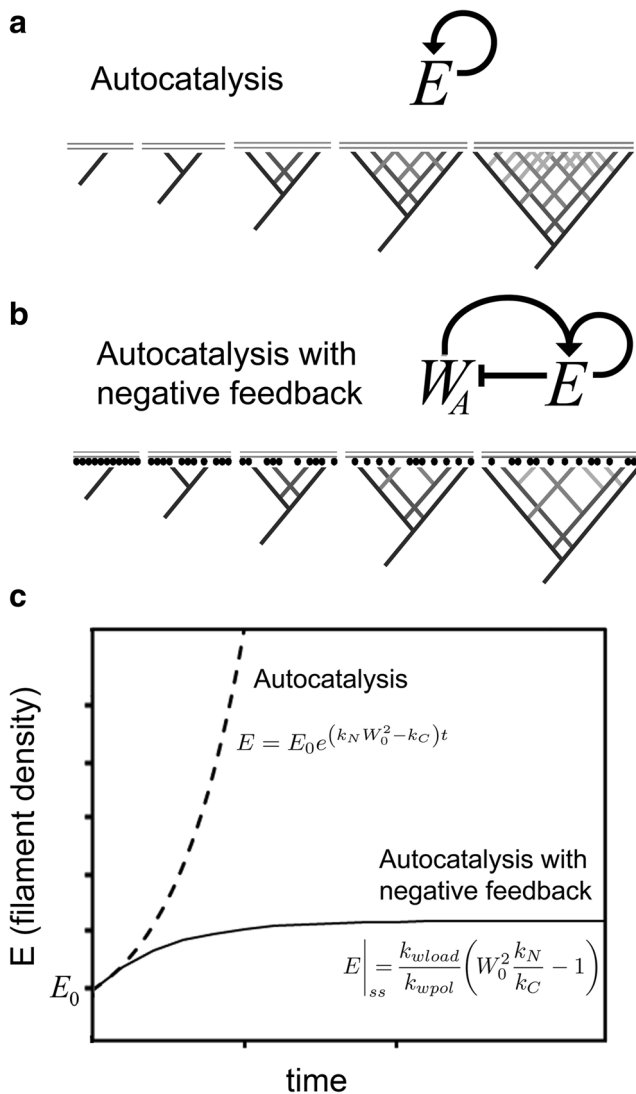 a
Autocatalysis
E
b
Autocatalysis with
negative feedback
W_A E
c
E (filament density)
Autocatalysis
E = E_0 e^{(k_N W_0^2 - k_C)t}
Autocatalysis with
negative feedback
E|_{ss} = \frac{k_{wload}}{k_{wpol}} \left( W_0^2 \frac{k_N}{k_C} - 1 \right)
E_0
time